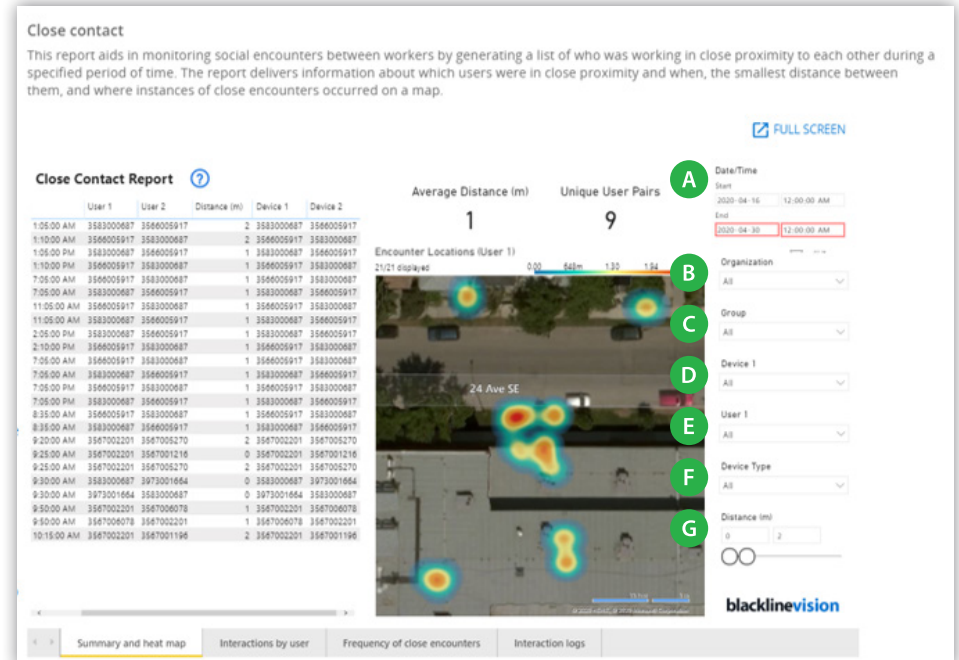 Close contact
This report aids in monitoring social encounters between workers by generating a list of who was working in close proximity to each other during a
specified period of time. The report delivers information about which users were in close proximity and when, the smallest distance between
them, and where instances of close encounters occurred on a map.
FULL SCREEN
Close Contact Report ?
User 1 User 2 Distance (m) Device 1 Device 2
1:05:00 AM 3583000687 3566005917 2 3583000687 3566005917
1:10:00 AM 3566005917 3583000687 2 3566005917 3583000687
1:05:00 PM 3583000687 3566005917 1 3583000687 3566005917
1:10:00 PM 3566005917 3583000687 1 3566005917 3583000687
7:05:00 AM 3566005917 3583000687 1 3566005917 3583000687
7:05:00 AM 3583000687 3566005917 1 3583000687 3566005917
11:05:00 AM 3566005917 3583000687 1 3566005917 3583000687
11:05:00 AM 3583000687 3566005917 1 3583000687 3566005917
2:05:00 PM 3583000687 3566005917 1 3583000687 3566005917
2:10:00 PM 3566005917 3583000687 1 3566005917 3583000687
7:05:00 AM 3566005917 3583000687 1 3566005917 3583000687
7:05:00 AM 3583000687 3566005917 1 3583000687 3566005917
7:05:00 PM 3566005917 3583000687 1 3566005917 3583000687
7:05:00 PM 3583000687 3566005917 1 3583000687 3566005917
8:35:00 AM 3566005917 3583000687 1 3566005917 3583000687
8:35:00 AM 3583000687 3566005917 1 3583000687 3566005917
9:20:00 AM 3567002201 3567005270 2 3567002201 3567005270
9:25:00 AM 3567002201 3567001216 0 3567002201 3567001216
9:25:00 AM 3567002201 3567005270 2 3567002201 3567005270
9:30:00 AM 3583000687 3973001664 0 3583000687 3973001664
9:30:00 AM 3973001664 3583000687 0 3973001664 3583000687
9:50:00 AM 3567002201 3567006078 1 3567002201 3567006078
9:50:00 AM 3567006078 3567002201 1 3567006078 3567002201
10:15:00 AM 3567002201 3567001196 2 3567002201 3567001196
Average Distance (m) Unique User Pairs
1 9
Encounter Locations (User 1)
21/21 displayed 0.00 648m 1.30 1.94
24 Ave SE
A
Date/Time
Start
2020-04-16 12:00:00 AM
End
2020-04-30 12:00:00 AM
B
Organization
All
C
Group
All
D
Device 1
All
E
User 1
All
F
Device Type
All
G
Distance (m)
0 2
blacklinevision
Summary and heat map Interactions by user Frequency of close encounters Interaction logs